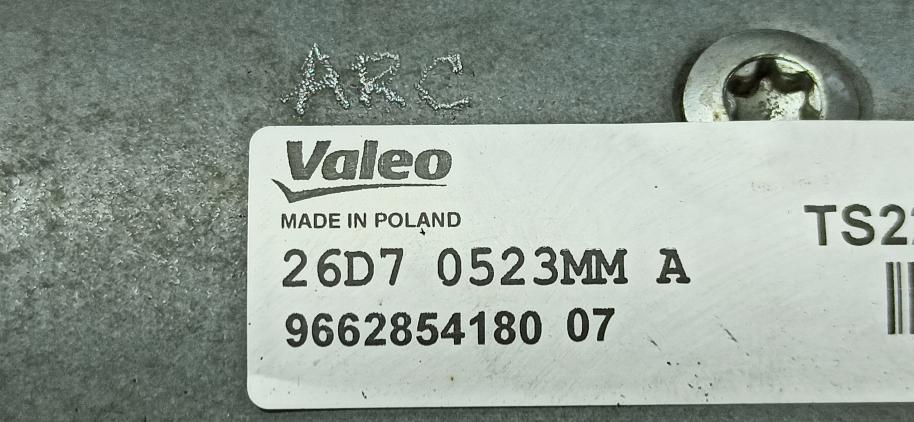 ARC
Valeo
MADE IN POLAND
26D7 0523MM A
9662854180 07